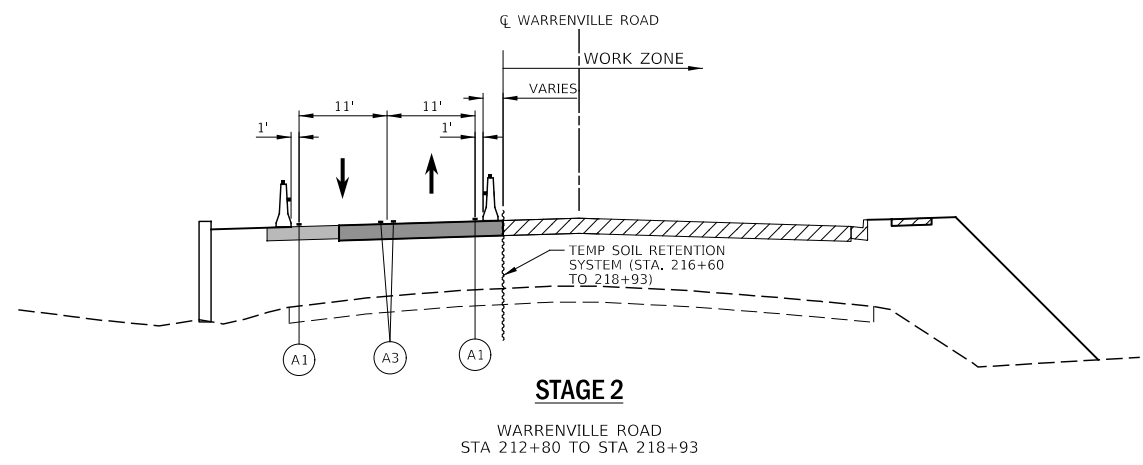 ℄ WARRENVILLE ROAD
WORK ZONE
VARIES
11'
11'
1'
1'
TEMP SOIL RETENTION
SYSTEM (STA. 216+60
TO 218+93)
A1
A3
A1
STAGE 2
WARRENVILLE ROAD
STA 212+80 TO STA 218+93